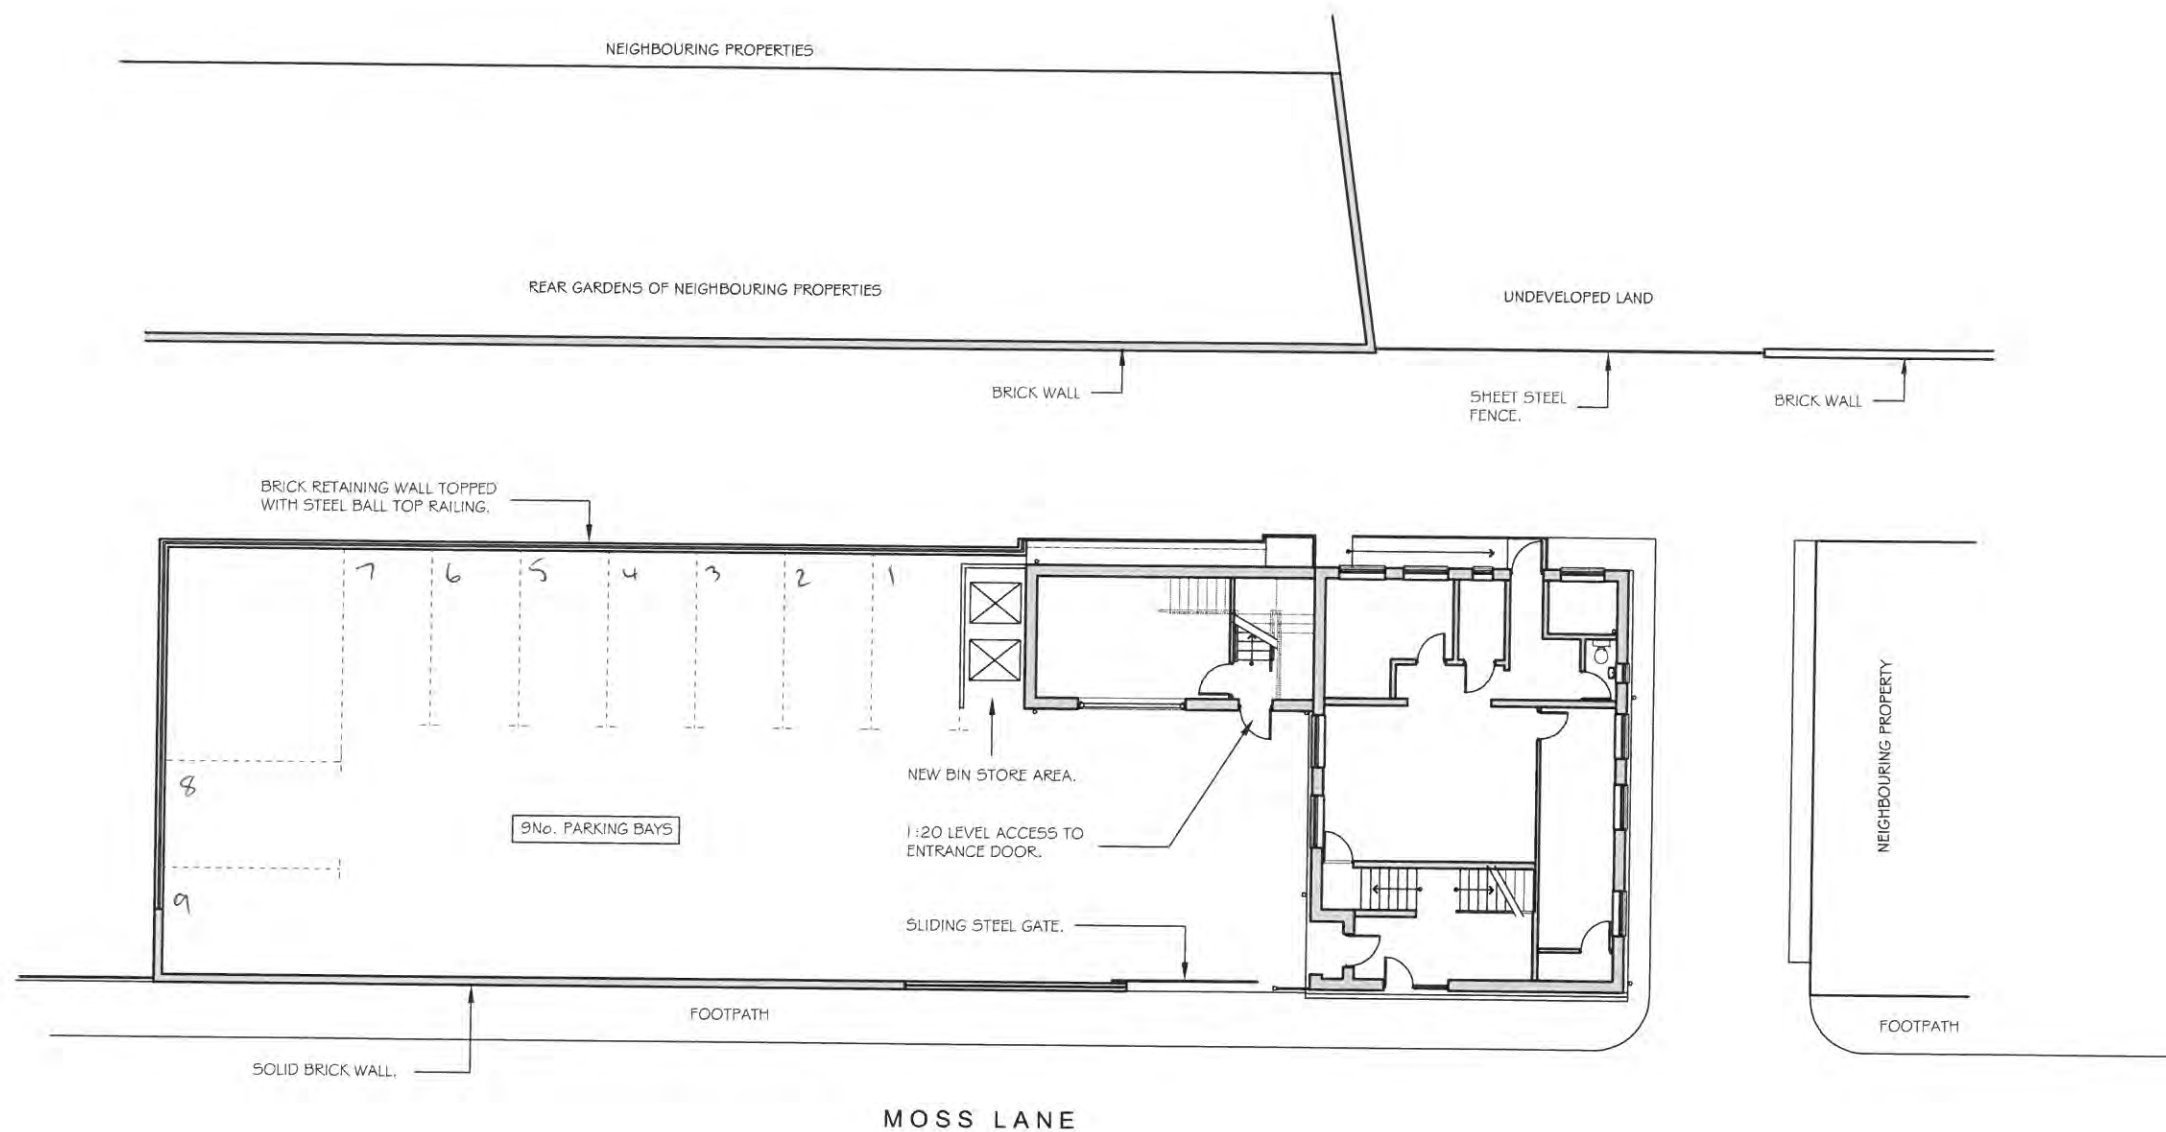 NEIGHBOURING PROPERTIES
REAR GARDENS OF NEIGHBOURING PROPERTIES
UNDEVELOPED LAND
BRICK WALL
SHEET STEEL
FENCE.
BRICK WALL
BRICK RETAINING WALL TOPPED
WITH STEEL BALL TOP RAILING.
7 6 5 4 3 2 1
8
9
9No. PARKING BAYS
NEW BIN STORE AREA.
1:20 LEVEL ACCESS TO
ENTRANCE DOOR.
SLIDING STEEL GATE.
NEIGHBOURING PROPERTY
FOOTPATH
FOOTPATH
SOLID BRICK WALL.
MOSS LANE